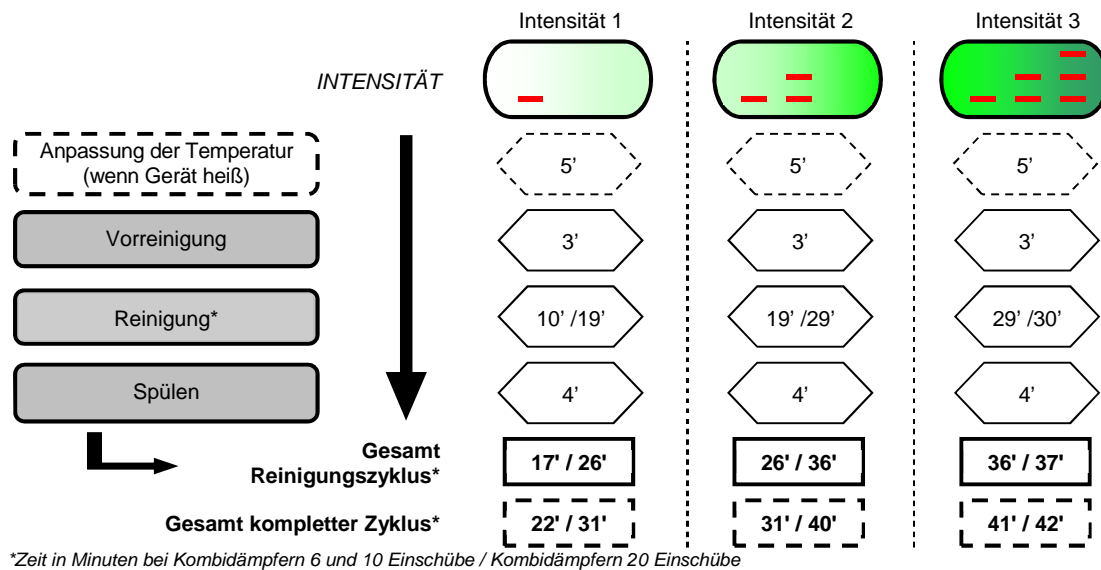 Intensität 1
Intensität 2
Intensität 3
INTENSITÄT
Anpassung der Temperatur
(wenn Gerät heiß)
5’
5’
5’
Vorreinigung
3’
3’
3’
Reinigung*
10’ /19’
19’ /29’
29’ /30’
Spülen
4’
4’
4’
Gesamt
Reinigungszyklus*
17' / 26'
26' / 36'
36' / 37'
Gesamt kompletter Zyklus*
22' / 31'
31' / 40'
41' / 42'
*Zeit in Minuten bei Kombidämpfern 6 und 10 Einschübe / Kombidämpfern 20 Einschübe